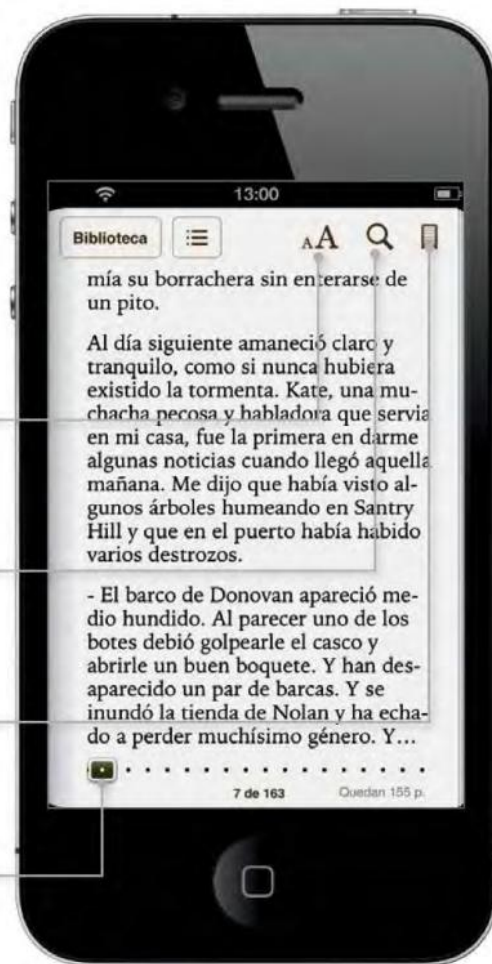 13:00
Biblioteca
AA
mía su borrachera sin enterarse de
un pito.
Al día siguiente amaneció claro y
tranquilo, como si nunca hubiera
existido la tormenta. Kate, una mu-
chacha pecosa y habladora que servia
en mi casa, fue la primera en darme
algunas noticias cuando llegó aquella
mañana. Me dijo que había visto al-
gunos árboles humeando en Santry
Hill y que en el puerto había habido
varios destrozos.
- El barco de Donovan apareció me-
dio hundido. Al parecer uno de los
botes debió golpearle el casco y
abrirle un buen boquete. Y han des-
aparecido un par de barcas. Y se
inundó la tienda de Nolan y ha echa-
do a perder muchísimo género. Y...
7 de 163
Quedan 155 p.